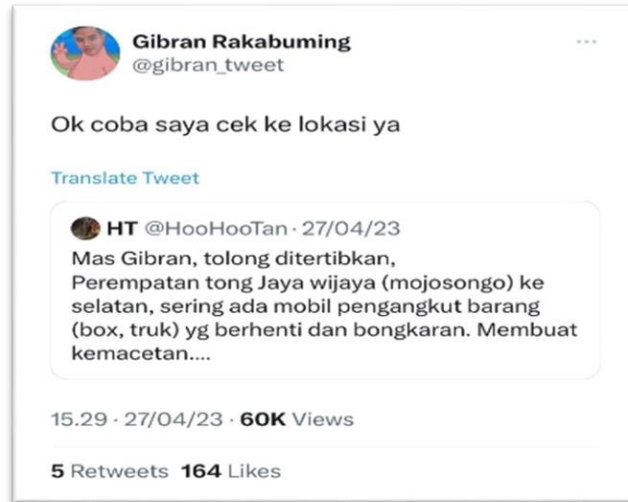 Gibran Rakabuming
@gibran_tweet
Ok coba saya cek ke lokasi ya
Translate Tweet
HT @HooHooTan · 27/04/23
Mas Gibran, tolong ditertibkan,
Perempatan tong Jaya wijaya (mojosongo) ke
selatan, sering ada mobil pengangkut barang
(box, truk) yg berhenti dan bongkaran. Membuat
kemacetan....
15.29 · 27/04/23 · 60K Views
5 Retweets 164 Likes